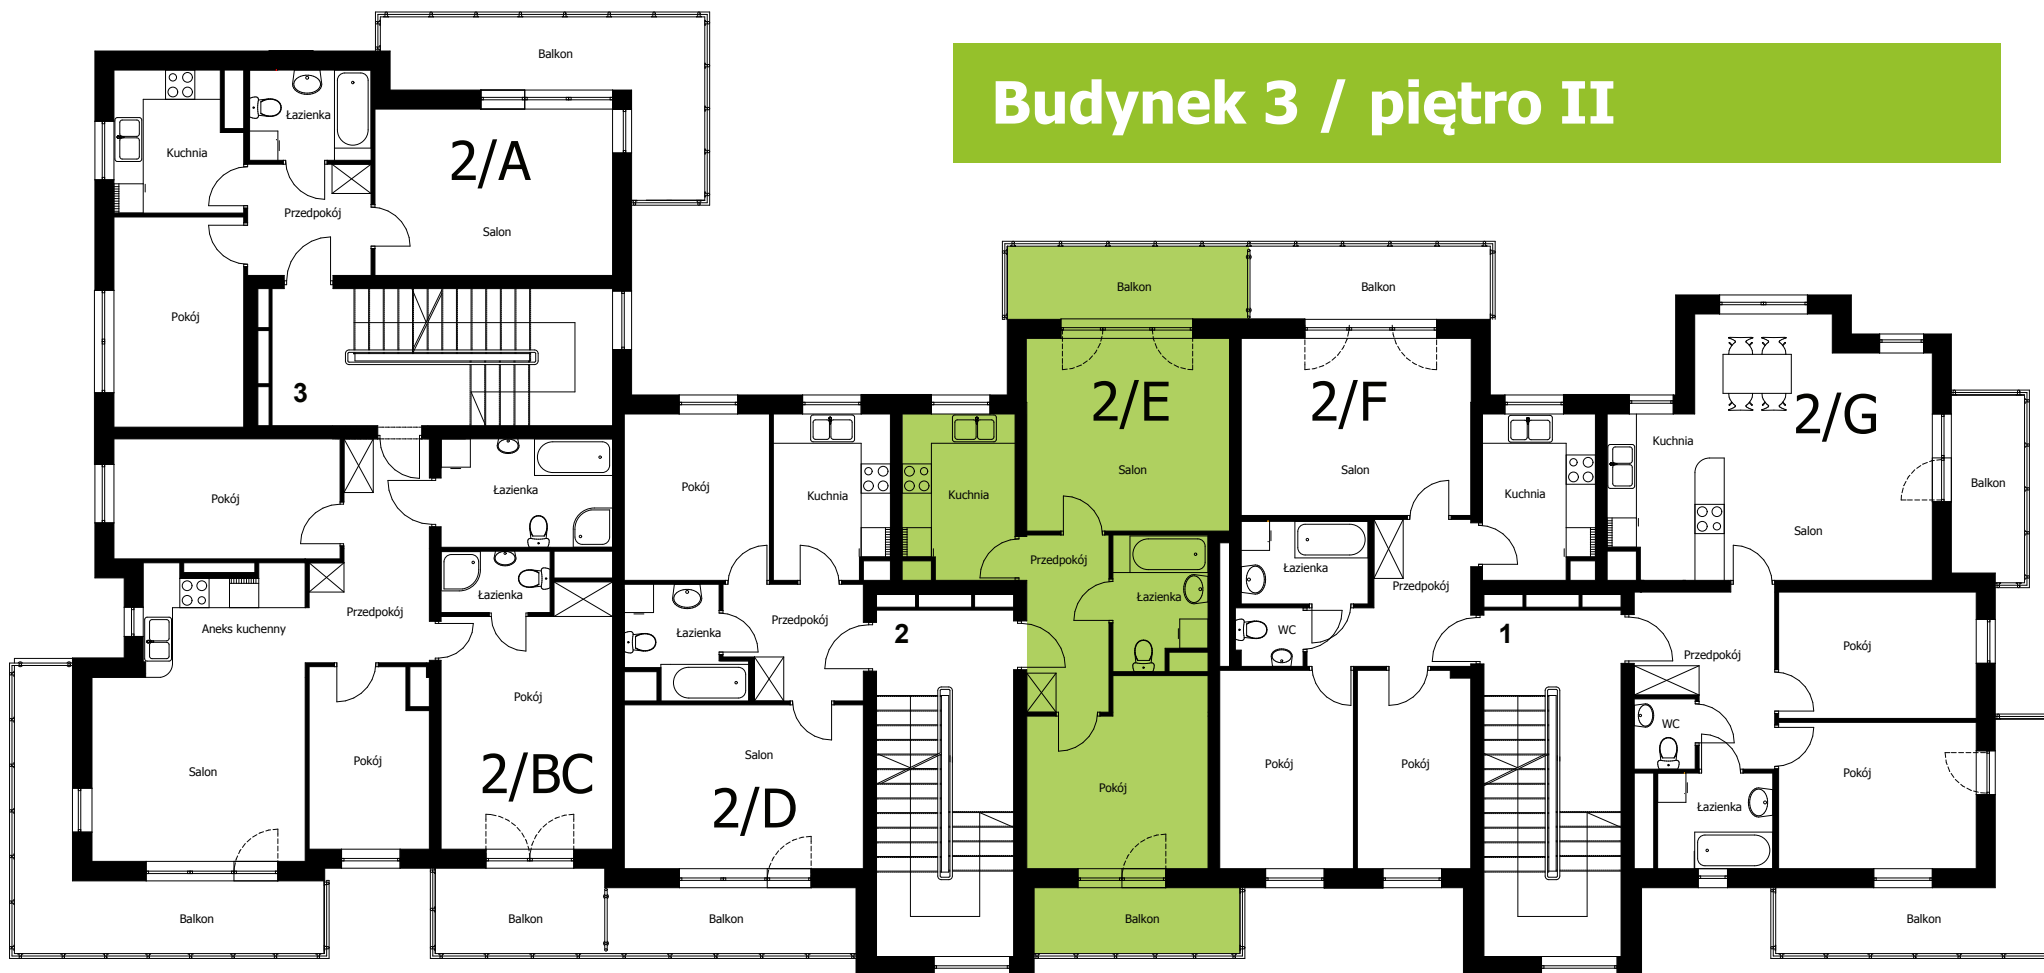 Budynek 3 / piętro II
Balkon
Łazienka
Kuchnia
2/A
Przedpokój
Salon
Pokój
3
Pokój
Łazienka
Łazienka
Przedpokój
Aneks kuchenny
Pokój
Salon
Pokój
2/BC
Balkon
Balkon
Pokój
Kuchnia
Przedpokój
Łazienka
2
Salon
2/D
Balkon
Balkon
2/E
Salon
Kuchnia
Przedpokój
Łazienka
Pokój
Balkon
Balkon
2/F
Salon
Kuchnia
Łazienka
Przedpokój
WC
1
Pokój
Pokój
2/G
Kuchnia
Balkon
Salon
Przedpokój
Pokój
WC
Pokój
Łazienka
Balkon